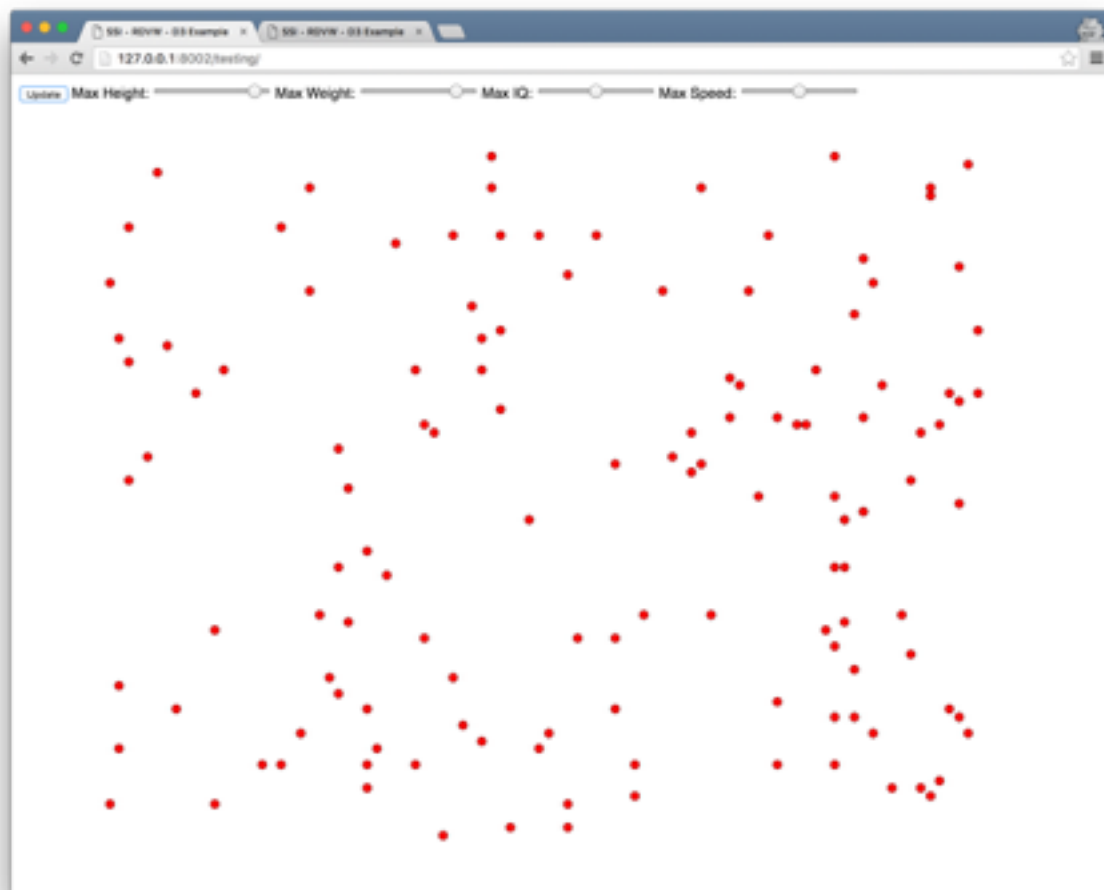 SSI - RDVW - D3 Example × SSI - RDVW - D3 Example ×
127.0.0.1:8002/testing/
Update Max Height: Max Weight: Max IQ: Max Speed: